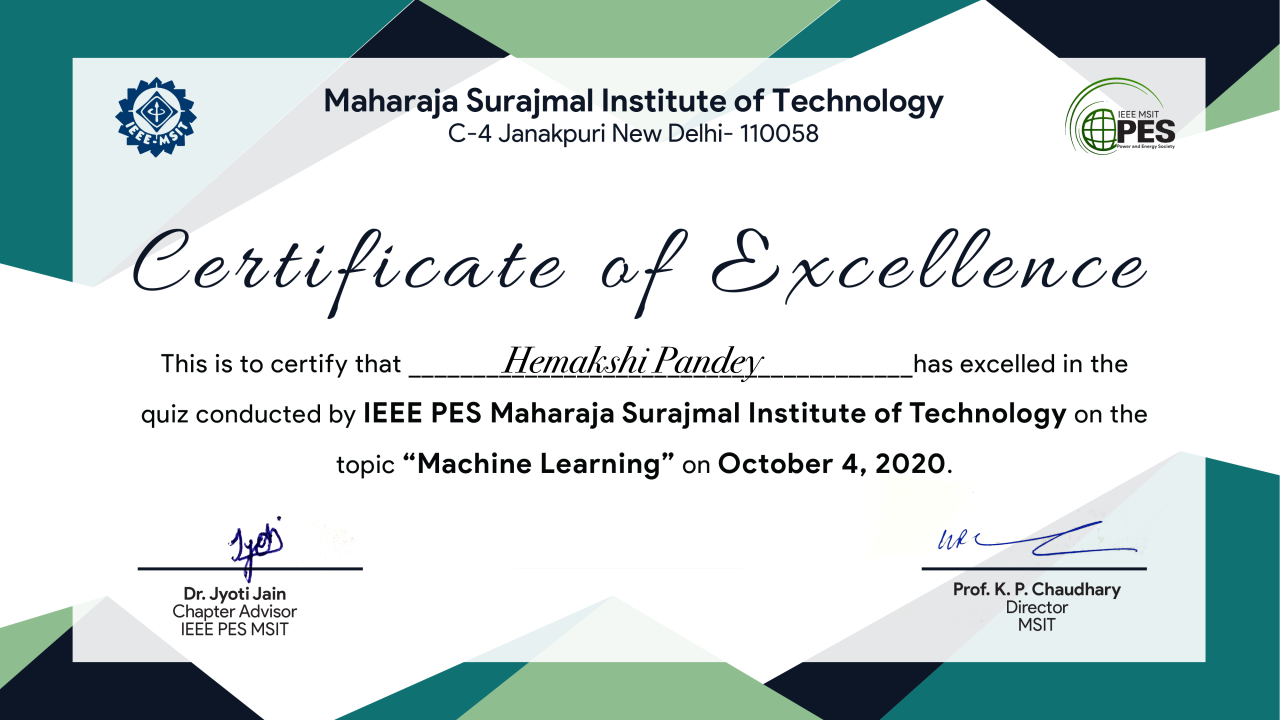 IEEE-MSIT
Maharaja Surajmal Institute of Technology
C-4 Janakpuri New Delhi- 110058
IEEE MSIT
PES
Power and Energy Society
Certificate of Excellence
This is to certify that _______________________________________has excelled in the
Hemakshi Pandey
quiz conducted by IEEE PES Maharaja Surajmal Institute of Technology on the
topic “Machine Learning” on October 4, 2020.
Jyoti
Dr. Jyoti Jain
Chapter Advisor
IEEE PES MSIT
Prof. K. P. Chaudhary
Director
MSIT